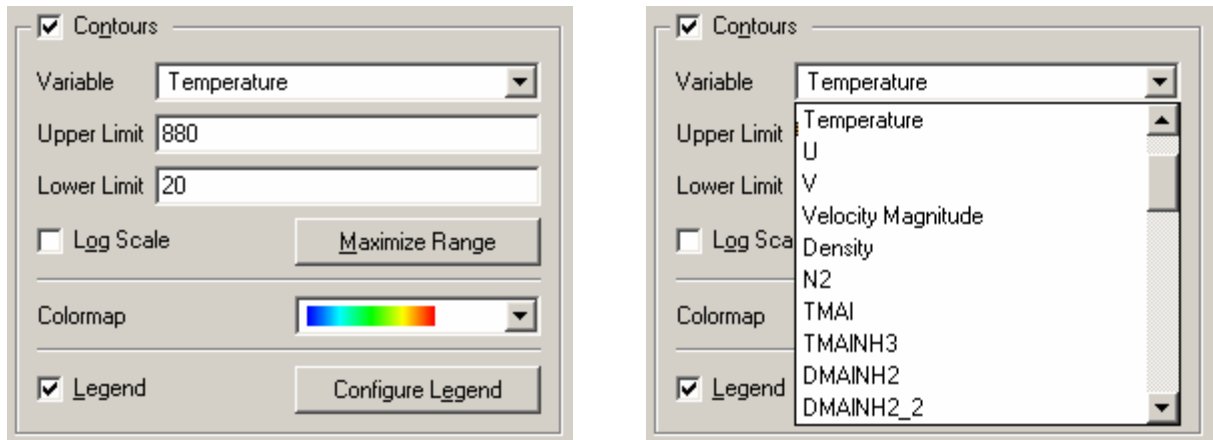 Contours
Variable Temperature
Upper Limit 880
Lower Limit 20
Log Scale Maximize Range
Colormap
Legend Configure Legend
Contours
Variable Temperature
Upper Limit
Lower Limit
Log Sca
Colormap
Legend
Temperature
U
V
Velocity Magnitude
Density
N2
TMAI
TMAINH3
DMAINH2
DMAINH2_2